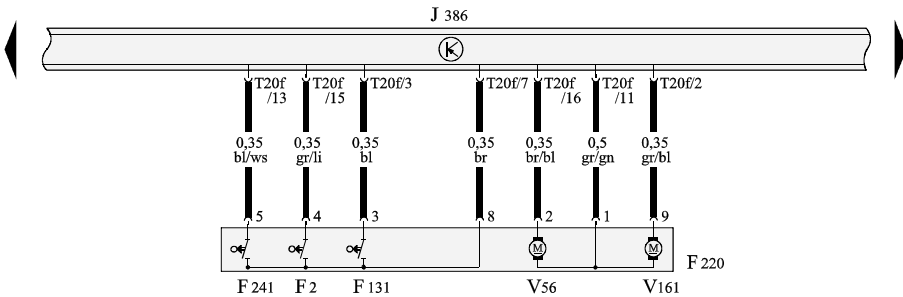 J 386
T20f/13 T20f/15 T20f/3 T20f/7 T20f/16 T20f/11 T20f/2
0,35 0,35 0,35 0,35 0,35 0,5 0,35
bl/ws gr/li bl br br/bl gr/gn gr/bl
5 4 3 8 2 1 9
M M
F 220
F 241 F 2 F 131 V56 V161